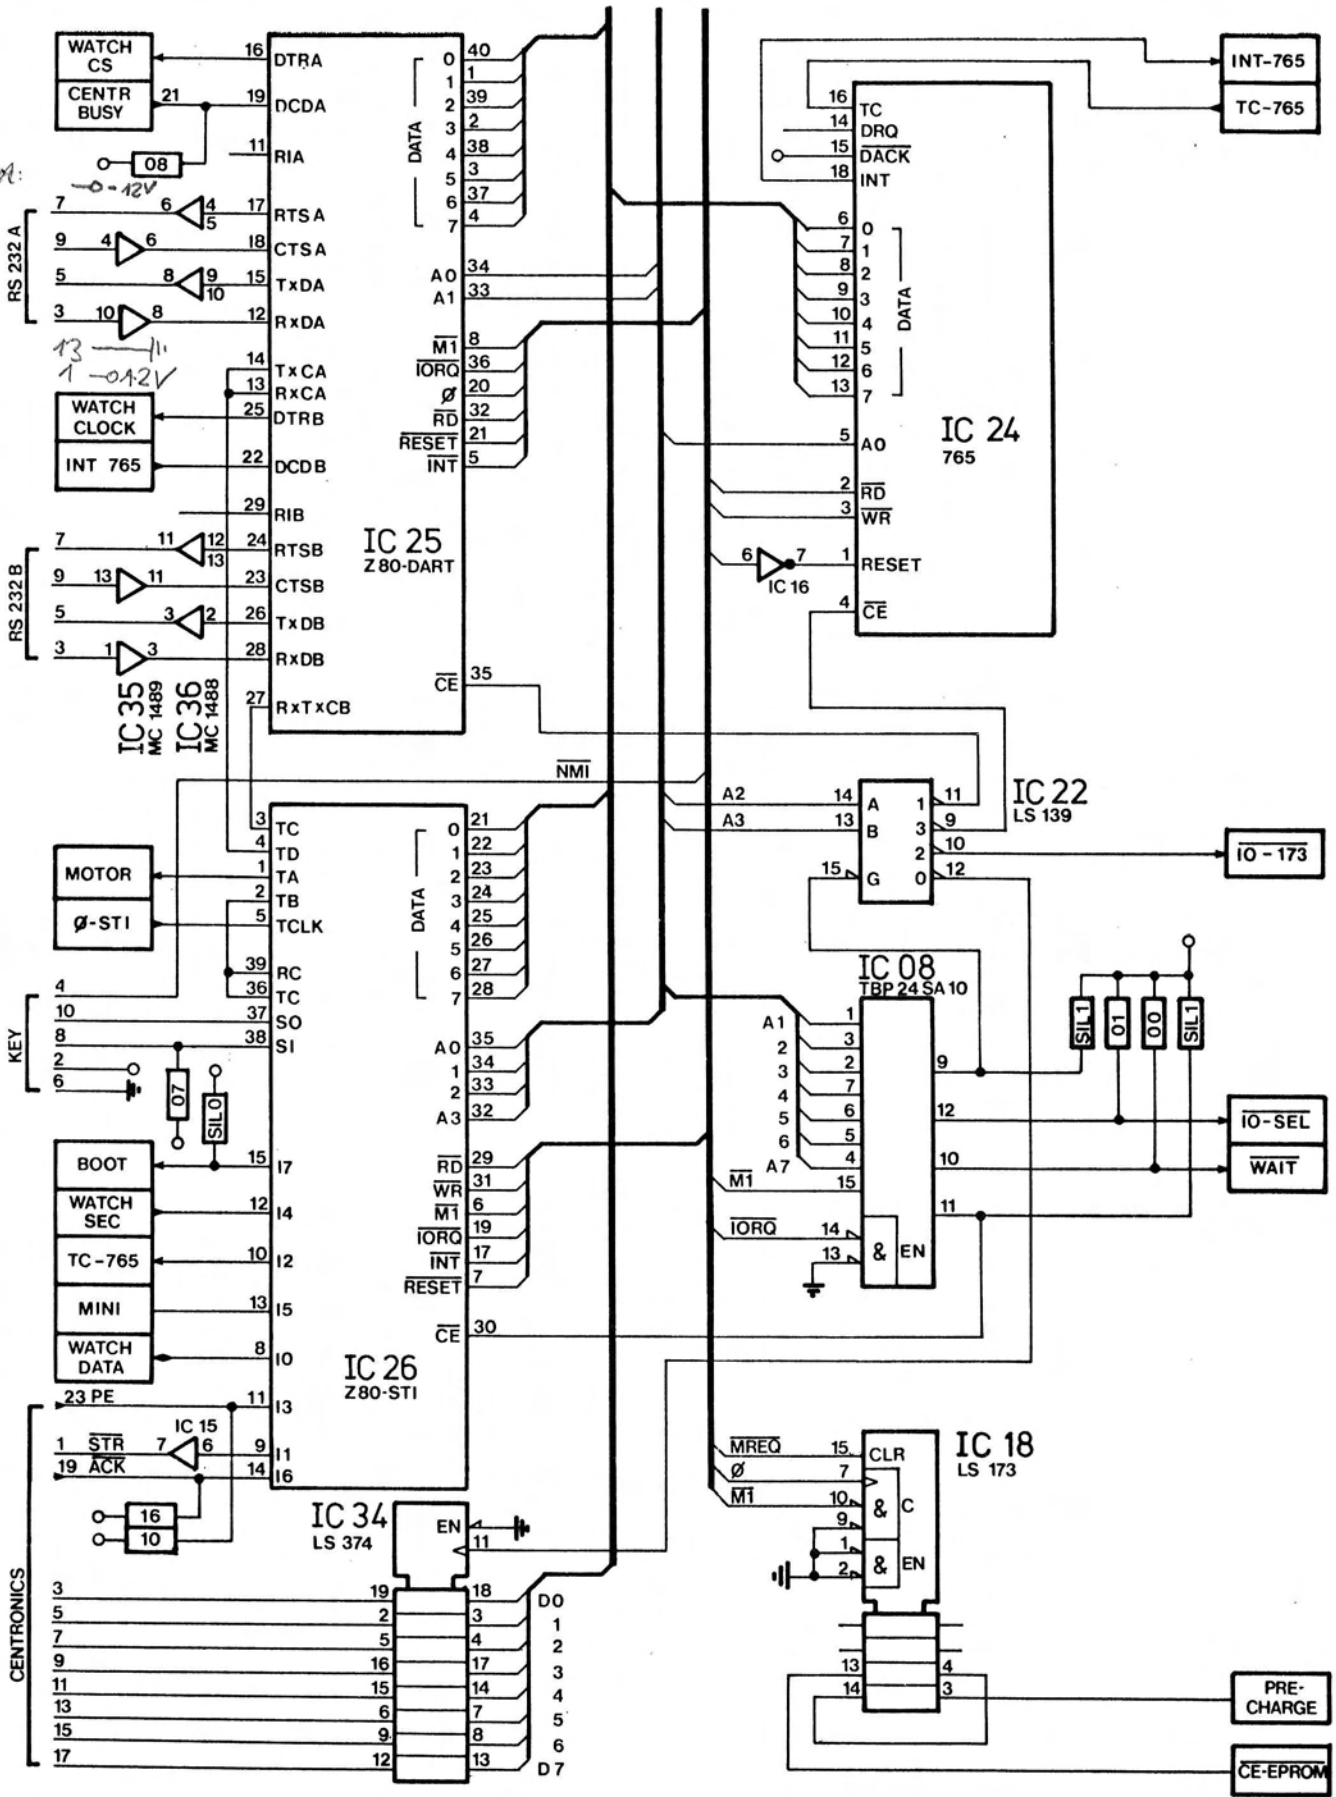 WATCH CS
CENTR BUSY
21
08
-o -12V
RS 232 A
7 6 4 5
9 4 6
5 8 9 10
3 10 8
13
1 -o12V
WATCH CLOCK
INT 765
RS 232 B
7 11 12 13
9 13 11
5 3 2
3 1 3
IC 35
MC 1489
IC 36
MC 1488
16 DTRA
19 DCDA
11 RIA
17 RTSA
18 CTSA
15 TxDA
12 RxDA
14 TxCA
13 RxCA
25 DTRB
22 DCDB
29 RIB
24 RTSB
23 CTSB
26 TxDB
28 RxDB
27 RxTxCB
DATA
0 40
1 1
2 39
3 2
4 38
5 3
6 37
7 4
A0 34
A1 33
M1 8
IORQ 36
Ø 20
RD 32
RESET 21
INT 5
IC 25
Z80-DART
CE 35
INT-765
TC-765
16 TC
14 DRQ
15 DACK
18 INT
6 0
7 1
8 2
9 3
10 4
11 5
12 6
13 7
DATA
5 A0
2 RD
3 WR
6 7 1 RESET
IC 16
4 CE
IC 24
765
NMI
A2 14 A
A3 13 B
15 G
1 11
3 9
2 10
0 12
IC 22
LS 139
IO-173
MOTOR
Ø-STI
KEY
4
10
8
2
6
07
SIL0
BOOT
WATCH SEC
TC-765
MINI
WATCH DATA
3 TC
4 TD
1 TA
2 TB
5 TCLK
39 RC
36 TC
37 SO
38 SI
15 I7
12 I4
10 I2
13 I5
8 I0
11 I3
9 I1
14 I6
DATA
0 21
1 22
2 23
3 24
4 25
5 26
6 27
7 28
A0 35
1 34
2 33
A3 32
RD 29
WR 31
M1 6
IORQ 19
INT 17
RESET 7
CE 30
IC 26
Z80-STI
IC 08
TBP 24 SA 10
A1 1
2 3
3 2
4 7
5 6
6 5
A7 4
M1 15
IORQ 14
13
& EN
9
12
10
11
SIL1
01
00
SIL1
IO-SEL
WAIT
CENTRONICS
23 PE
1 STR 7 6
IC 15
19 ACK
16
10
IC 34
LS 374
EN
11
3 19 18 D0
5 2 3 1
7 5 4 2
9 16 17 3
11 15 14 4
13 6 7 5
15 9 8 6
17 12 13 D7
MREQ 15 CLR
Ø 7
M1 10
9
& C
1
2
& EN
IC 18
LS 173
13 4
14 3
PRE-
CHARGE
CE-EPROM